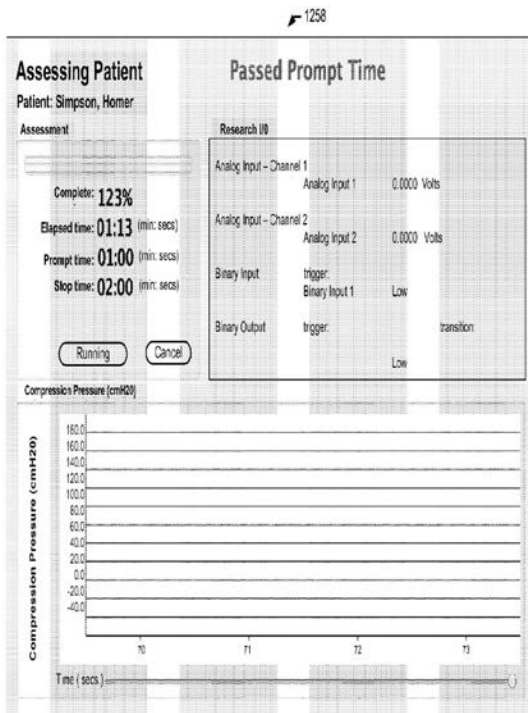 1258
Assessing Patient
Passed Prompt Time
Patient: Simpson, Homer
Assessment
Research I/0
Analog Input – Channel 1
Analog Input 1 0.0000 Volts
Complete: 123%
Elapsed time: 01:13 (min: secs)
Analog Input – Channel 2
Analog Input 2 0.0000 Volts
Prompt time: 01:00 (min: secs)
Stop time: 02:00 (min: secs)
Binary Input trigger:
Binary Input 1 Low
Binary Output trigger: transition:
Low
Running Cancel
Compression Pressure (cmH20)
Compression Pressure (cmH20)
180.0
160.0
140.0
120.0
100.0
80.0
60.0
40.0
20.0
0.0
-20.0
-40.0
70 71 72 73
Time ( secs.)